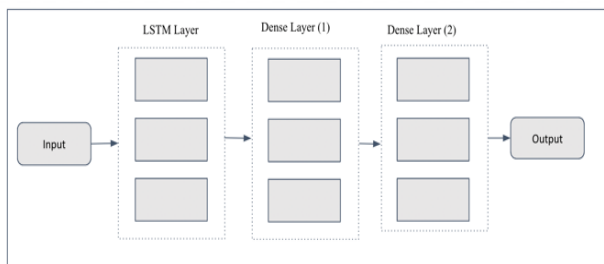 LSTM Layer
Dense Layer (1)
Dense Layer (2)
Input
Output